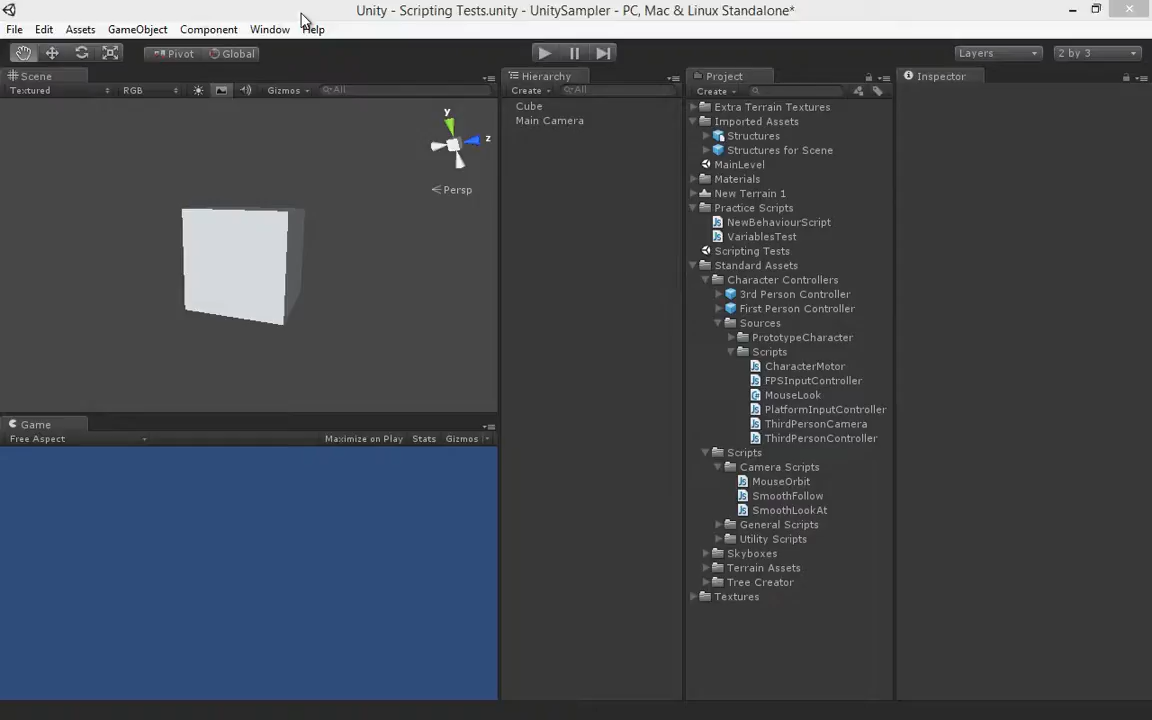 Unity - Scripting Tests.unity - UnitySampler - PC, Mac & Linux Standalone*
File Edit Assets GameObject Component Window Help
Pivot Global Layers 2 by 3
Scene
Textured RGB Gizmos All
y
z
Persp
Game
Free Aspect Maximize on Play Stats Gizmos
Hierarchy
Create All
Cube
Main Camera
Project
Create
Extra Terrain Textures
Imported Assets
Structures
Structures for Scene
MainLevel
Materials
New Terrain 1
Practice Scripts
NewBehaviourScript
VariablesTest
Scripting Tests
Standard Assets
Character Controllers
3rd Person Controller
First Person Controller
Sources
PrototypeCharacter
Scripts
CharacterMotor
FPSInputController
MouseLook
PlatformInputController
ThirdPersonCamera
ThirdPersonController
Scripts
Camera Scripts
MouseOrbit
SmoothFollow
SmoothLookAt
General Scripts
Utility Scripts
Skyboxes
Terrain Assets
Tree Creator
Textures
Inspector